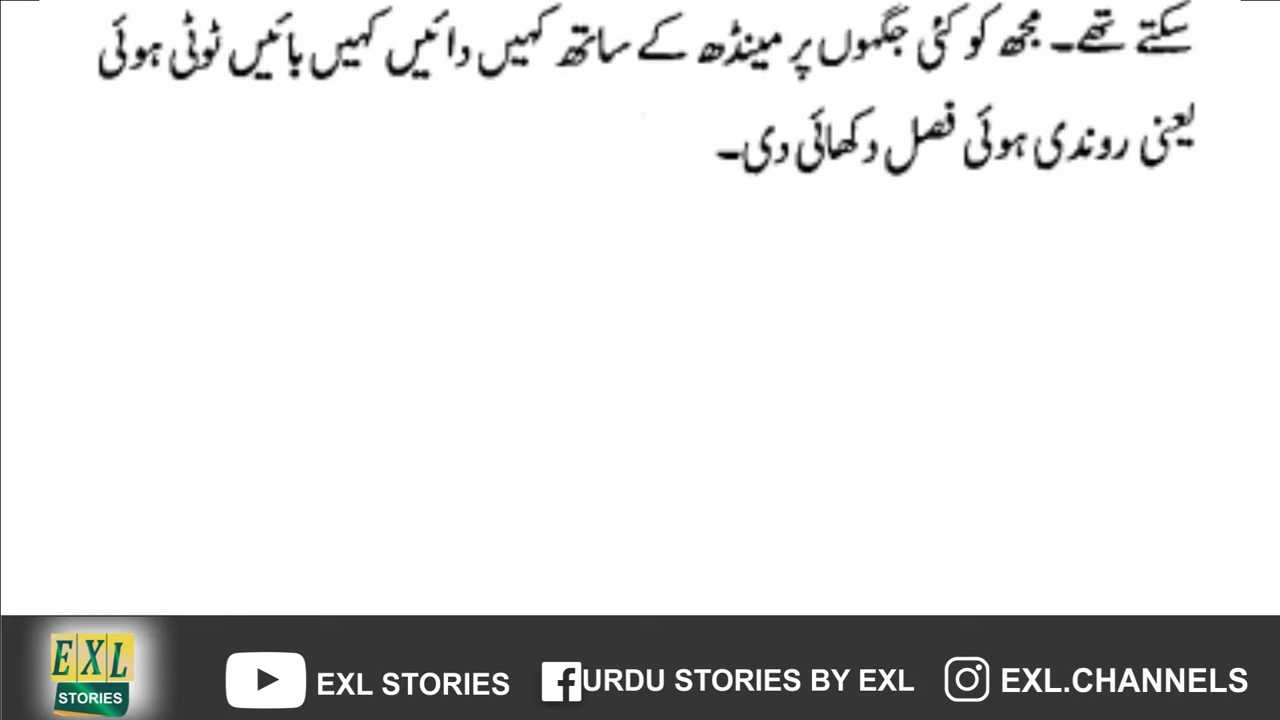 سکتے تھے۔ مجھ کو کئی جگہوں پر مینڈھ کے ساتھ کہیں دائیں کہیں بائیں ٹوٹی ہوئی
یعنی روندی ہوئی فصل دکھائی دی۔
EXL
STORIES
EXL STORIES
URDU STORIES BY EXL
EXL.CHANNELS